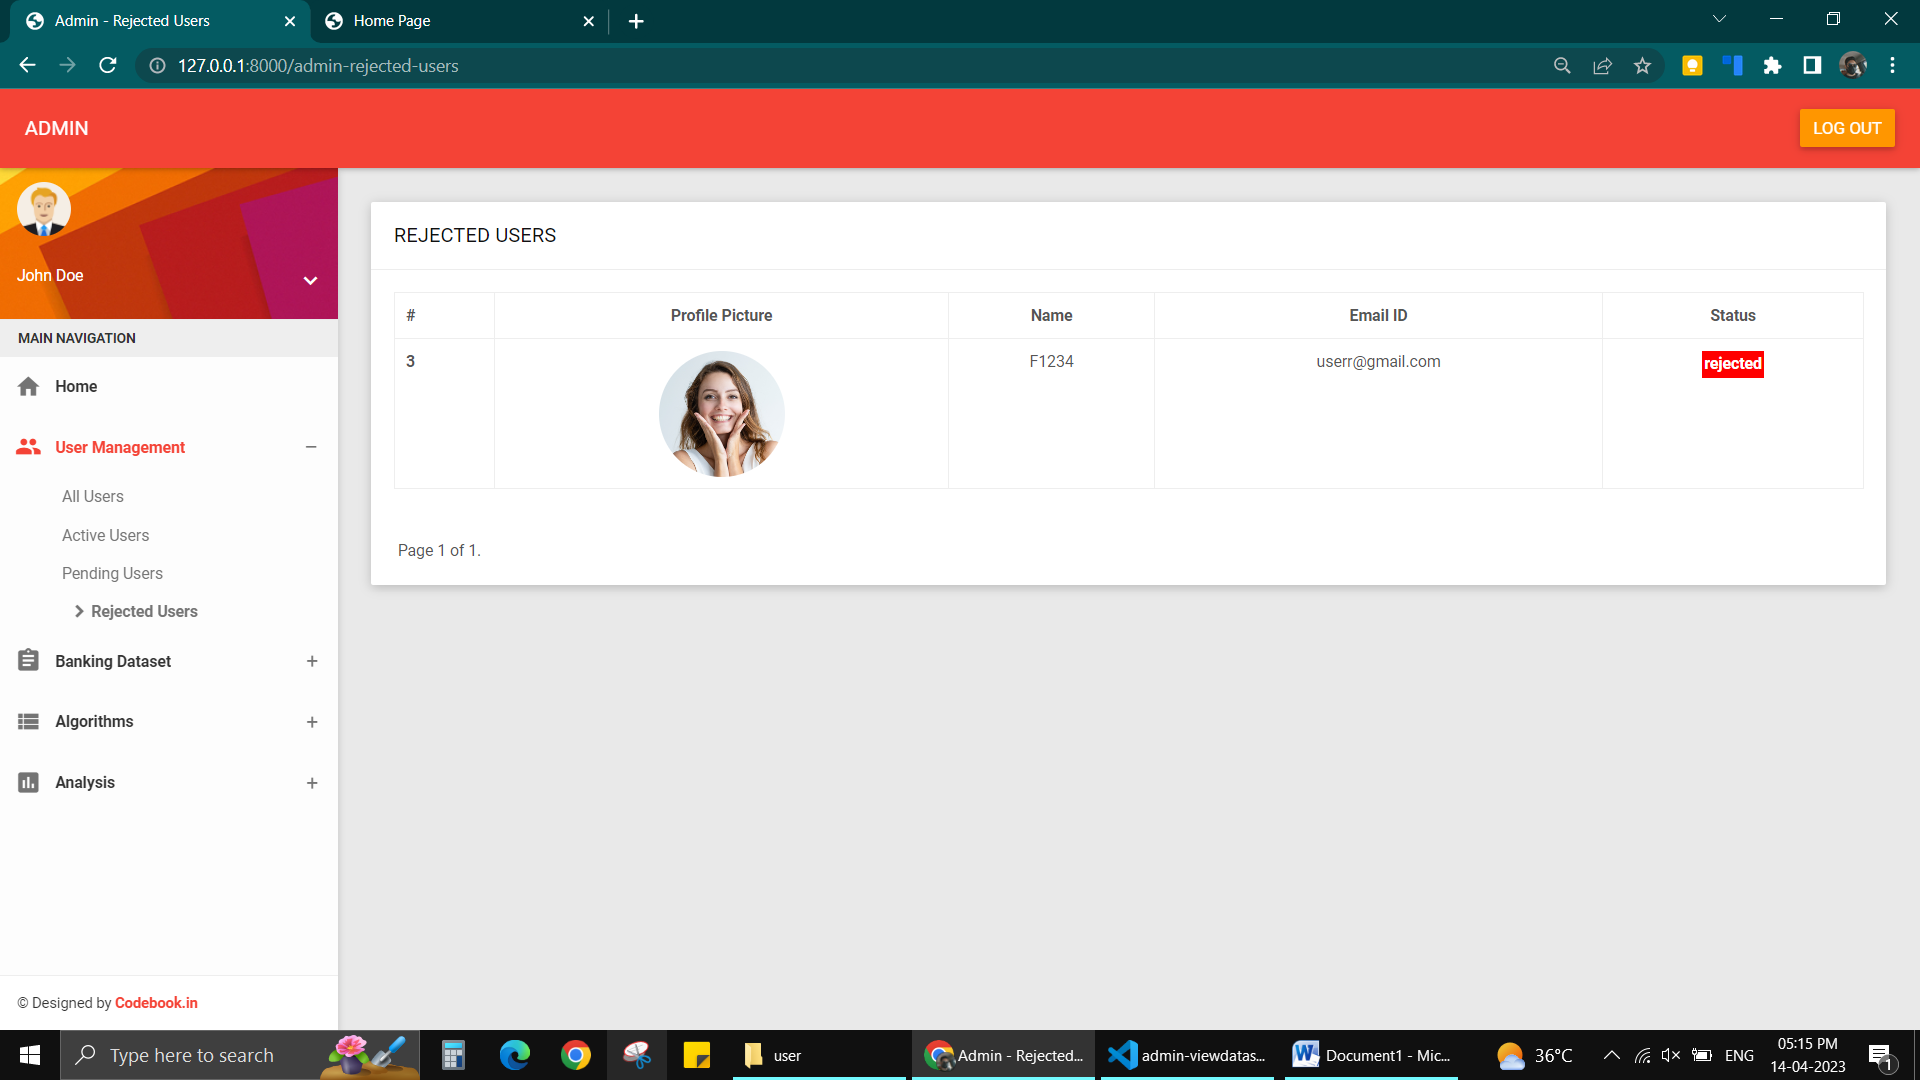 Admin - Rejected Users
Home Page
127.0.0.1:8000/admin-rejected-users
ADMIN
LOG OUT
John Doe
MAIN NAVIGATION
Home
User Management
All Users
Active Users
Pending Users
Rejected Users
Banking Dataset
Algorithms
Analysis
© Designed by Codebook.in
REJECTED USERS
# Profile Picture Name Email ID Status
3 F1234 userr@gmail.com rejected
Page 1 of 1.
Type here to search
user
Admin - Rejected...
admin-viewdatas...
Document1 - Mic...
36°C
ENG
05:15 PM
14-04-2023
1